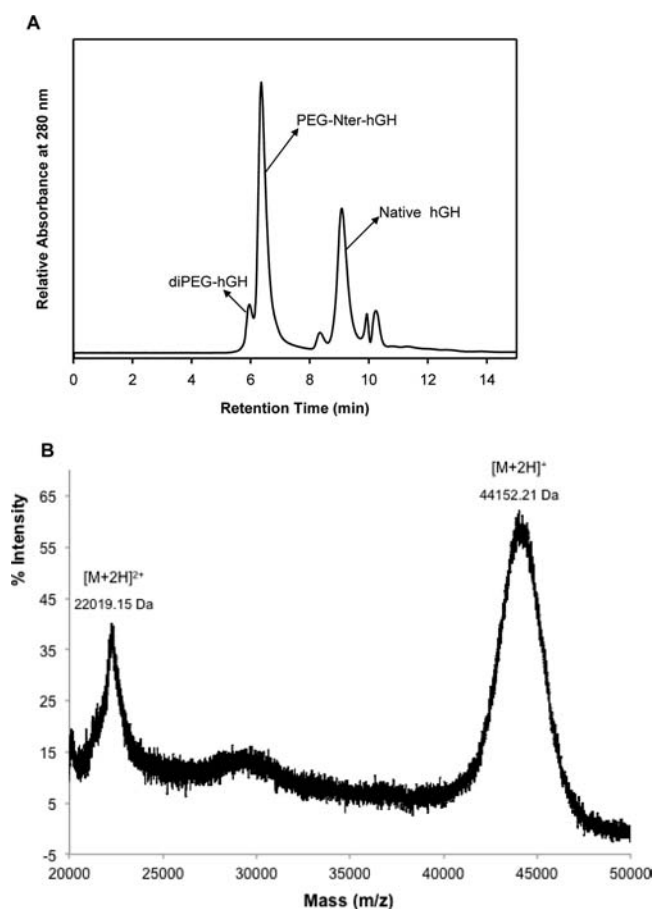 A
Relative Absorbance at 280 nm
PEG-Nter-hGH
Native hGH
diPEG-hGH
0 2 4 6 8 10 12 14
Retention Time (min)
B
[M+2H]⁺
44152.21 Da
65
% Intensity
55
[M+2H]²⁺
22019.15 Da
45
35
25
15
5
-5
20000 25000 30000 35000 40000 45000 50000
Mass (m/z)